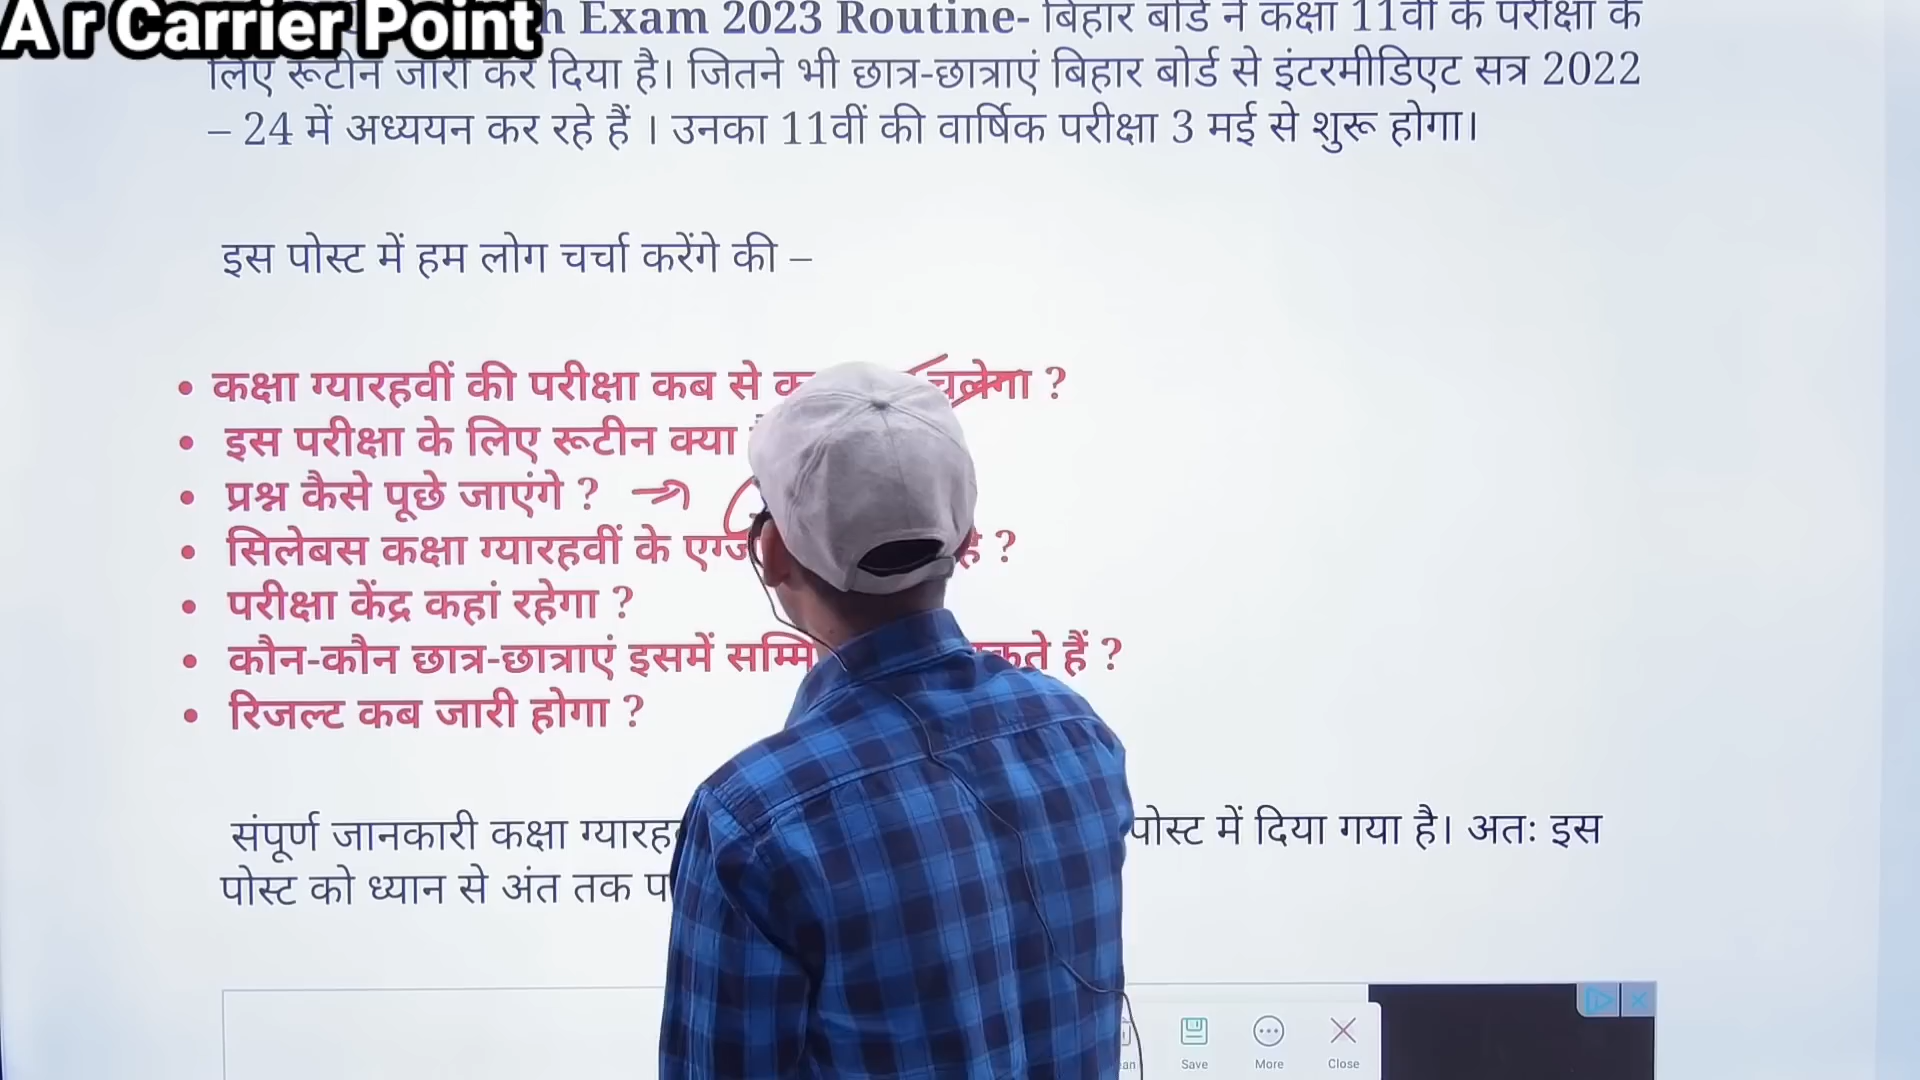 A r Carrier Point
h Exam 2023 Routine- बिहार बोर्ड ने कक्षा 11वीं के परीक्षा के
लिए रूटीन जारी कर दिया है। जितने भी छात्र-छात्राएं बिहार बोर्ड से इंटरमीडिएट सत्र 2022
– 24 में अध्ययन कर रहे हैं । उनका 11वीं की वार्षिक परीक्षा 3 मई से शुरू होगा।
इस पोस्ट में हम लोग चर्चा करेंगे की –
• कक्षा ग्यारहवीं की परीक्षा कब से चलेगा ?
• इस परीक्षा के लिए रूटीन क्या
• प्रश्न कैसे पूछे जाएंगे ?
• सिलेबस कक्षा ग्यारहवीं के है ?
• परीक्षा केंद्र कहां रहेगा ?
• कौन-कौन छात्र-छात्राएं इसमें हैं ?
• रिजल्ट कब जारी होगा ?
संपूर्ण जानकारी कक्षा पोस्ट में दिया गया है। अतः इस
पोस्ट को ध्यान से अंत तक
Save More Close